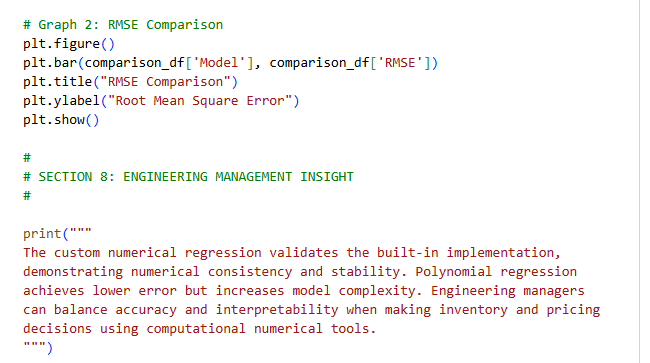 # Graph 2: RMSE Comparison
plt.figure()
plt.bar(comparison_df['Model'], comparison_df['RMSE'])
plt.title("RMSE Comparison")
plt.ylabel("Root Mean Square Error")
plt.show()
#
# SECTION 8: ENGINEERING MANAGEMENT INSIGHT
#
print("""
The custom numerical regression validates the built-in implementation,
demonstrating numerical consistency and stability. Polynomial regression
achieves lower error but increases model complexity. Engineering managers
can balance accuracy and interpretability when making inventory and pricing
decisions using computational numerical tools.
""")